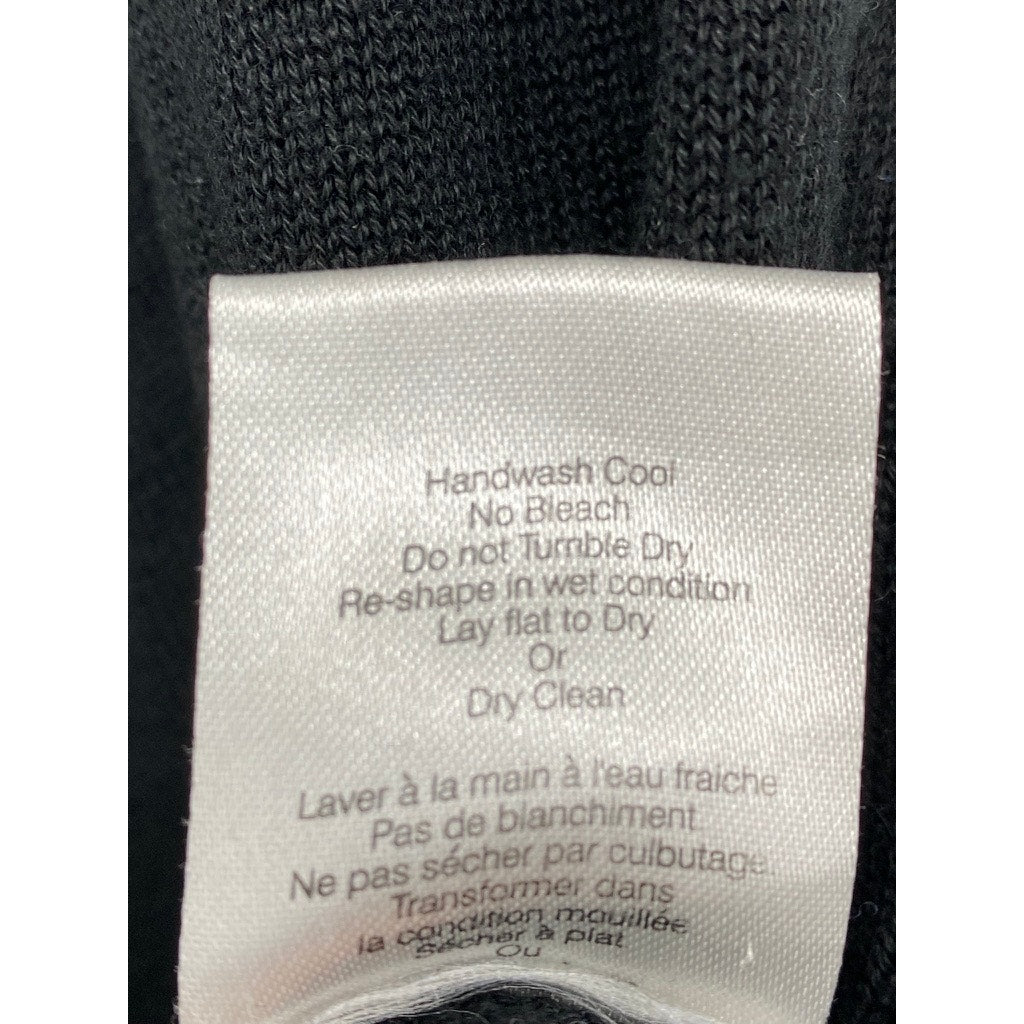 Handwash Cool
No Bleach
Do not Tumble Dry
Re-shape in wet condition
Lay flat to Dry
Or
Dry Clean
Laver à la main à l'eau fraiche
Pas de blanchiment.
Ne pas sécher par culbutage.
Transformer dans
la condition mouillée
Sécher à plat
Ou